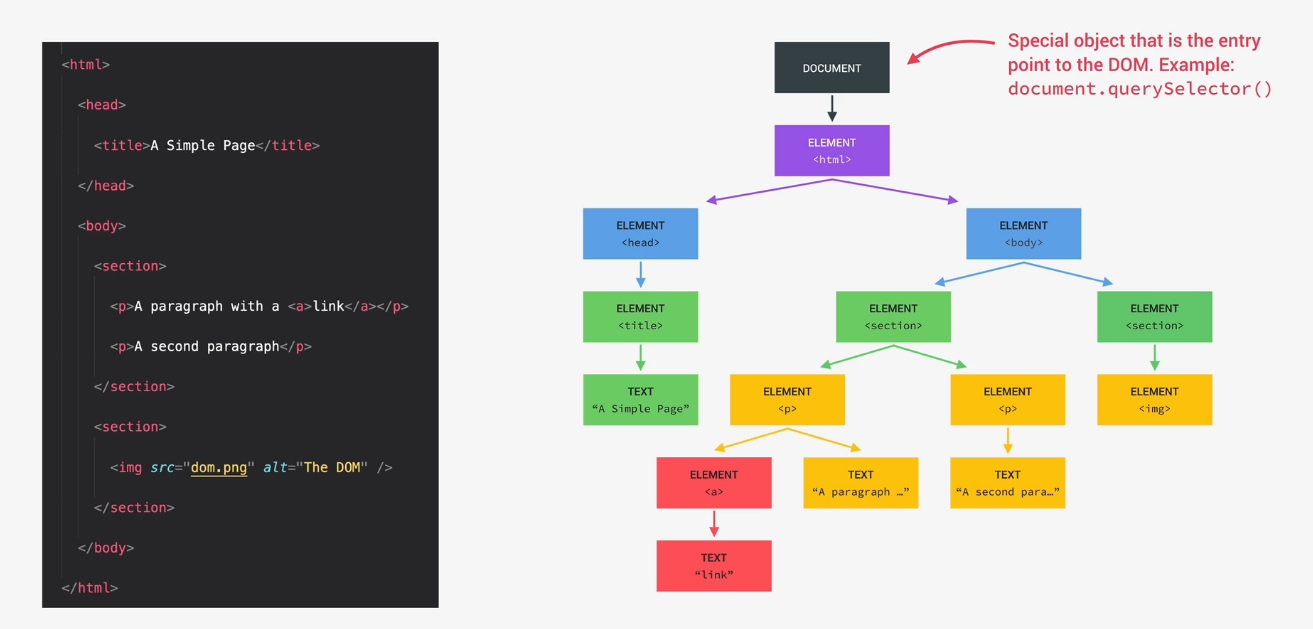 <html>
<head>
<title>A Simple Page</title>
</head>
<body>
<section>
<p>A paragraph with a <a>link</a></p>
<p>A second paragraph</p>
</section>
<section>
<img src="dom.png" alt="The DOM" />
</section>
</body>
</html>
DOCUMENT
Special object that is the entry
point to the DOM. Example:
document.querySelector()
ELEMENT
<html>
ELEMENT
<head>
ELEMENT
<body>
ELEMENT
<title>
ELEMENT
<section>
ELEMENT
<section>
TEXT
“A Simple Page”
ELEMENT
<p>
ELEMENT
<p>
ELEMENT
<img>
ELEMENT
<a>
TEXT
“A paragraph …”
TEXT
“A second para…”
TEXT
“link”